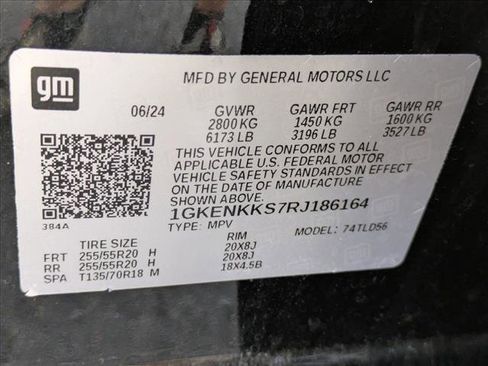 gm
MFD BY GENERAL MOTORS LLC
06/24 GVWR GAWR FRT GAWR RR
2800 KG 1450 KG 1600 KG
6173 LB 3196 LB 3527 LB
THIS VEHICLE CONFORMS TO ALL
APPLICABLE U.S. FEDERAL MOTOR
VEHICLE SAFETY STANDARDS IN
EFFECT ON THE DATE OF
MANUFACTURE SHOWN ABOVE.
384A
1GKENKKS7RJ186164
TYPE: MPV MODEL: 74TLD56
TIRE SIZE RIM
FRT 255/55R20 H 20X8J
RR 255/55R20 H 20X8J
SPA T135/70R18 M 18X4.5B